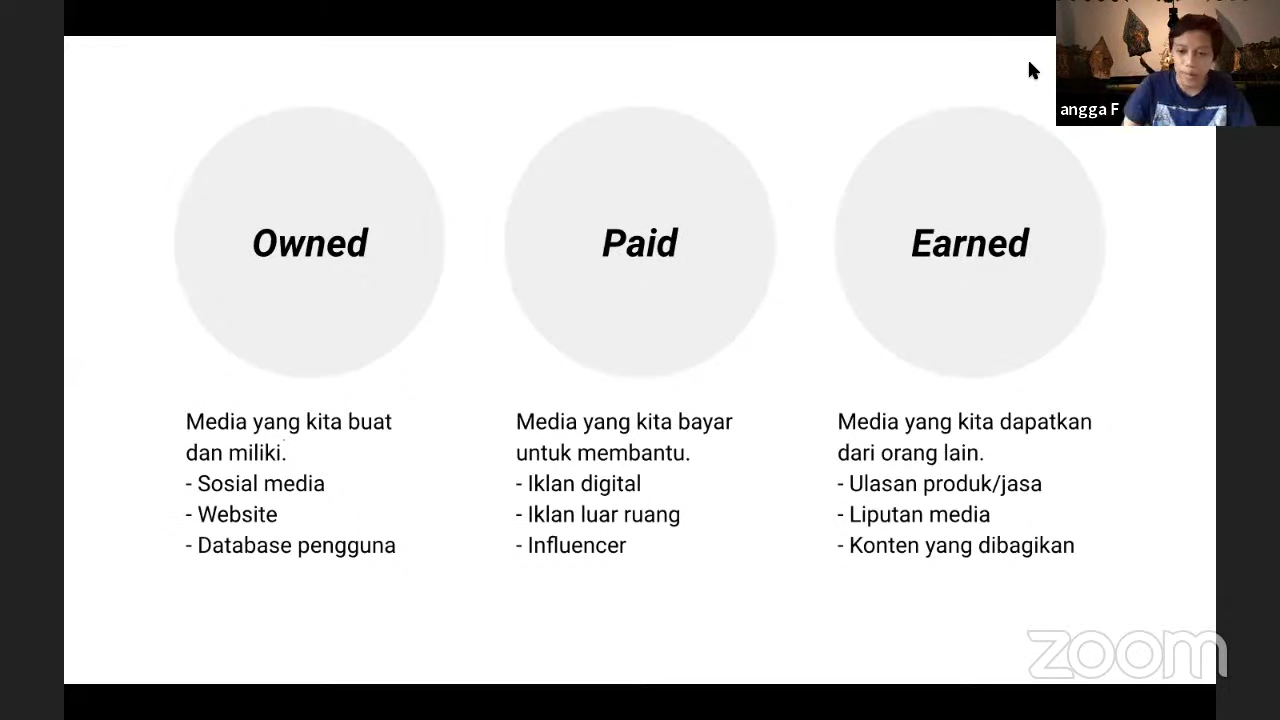 angga F
Owned
Paid
Earned
Media yang kita buat
dan miliki.
- Sosial media
- Website
- Database pengguna
Media yang kita bayar
untuk membantu.
- Iklan digital
- Iklan luar ruang
- Influencer
Media yang kita dapatkan
dari orang lain.
- Ulasan produk/jasa
- Liputan media
- Konten yang dibagikan
zoom